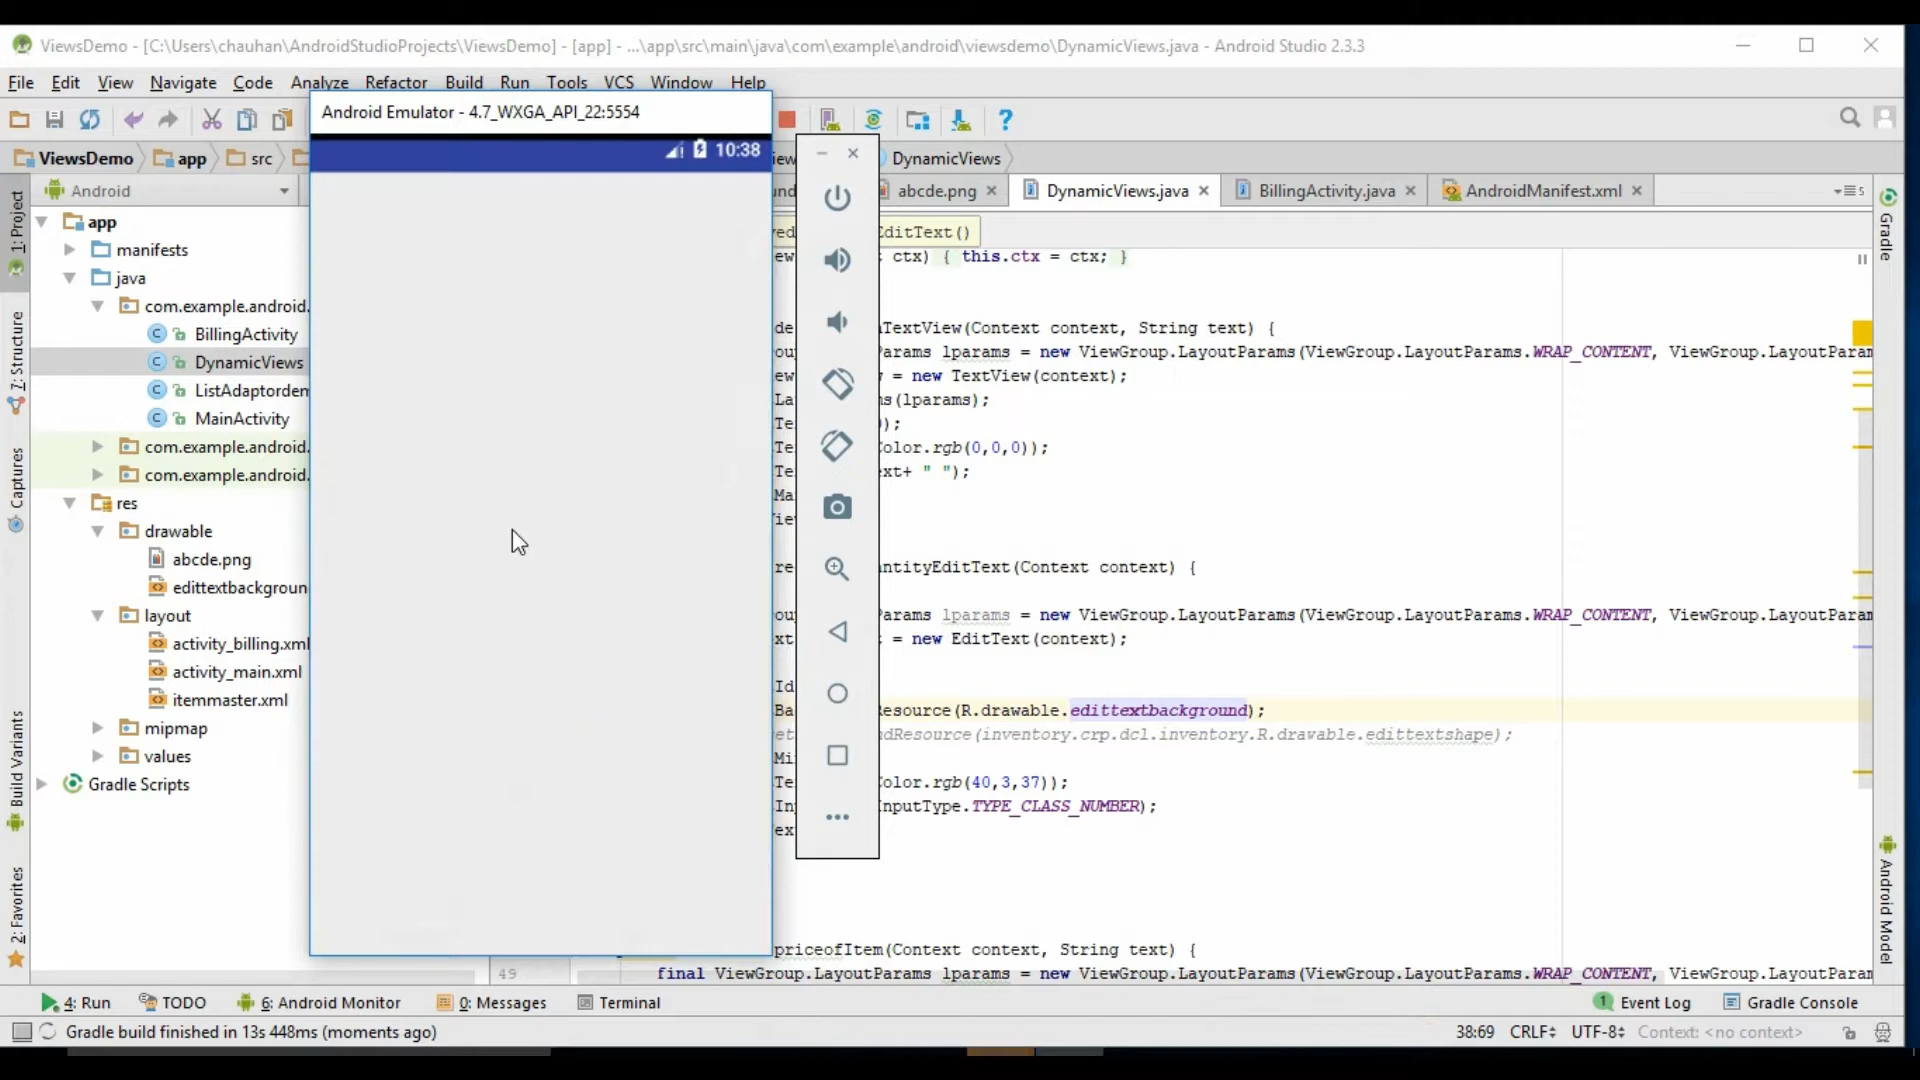 ViewsDemo - [C:\Users\chauhan\AndroidStudioProjects\ViewsDemo] - [app] - ...\app\src\main\java\com\example\android\viewsdemo\DynamicViews.java - Android Studio 2.3.3
File Edit View Navigate Code Analyze Refactor Build Run Tools VCS Window Help
Android Emulator - 4.7_WXGA_API_22:5554
10:38
ViewsDemo app src DynamicViews
Android
abcde.png DynamicViews.java BillingActivity.java AndroidManifest.xml
EditText()
app
manifests
java
com.example.android.
BillingActivity
DynamicViews
ListAdaptordem
MainActivity
com.example.android.
com.example.android.
res
drawable
abcde.png
edittextbackgroun
layout
activity_billing.xml
activity_main.xml
itemmaster.xml
mipmap
values
Gradle Scripts
1: Project
7: Structure
Captures
Build Variants
2: Favorites
ctx) { this.ctx = ctx; }
TextView(Context context, String text) {
Params lparams = new ViewGroup.LayoutParams(ViewGroup.LayoutParams.WRAP_CONTENT, ViewGroup.LayoutParam
= new TextView(context);
(lparams);
Color.rgb(0,0,0));
xt+ " ");
ntityEditText(Context context) {
Params lparams = new ViewGroup.LayoutParams(ViewGroup.LayoutParams.WRAP_CONTENT, ViewGroup.LayoutParam
= new EditText(context);
Resource(R.drawable.edittextbackground);
ndResource(inventory.crp.dcl.inventory.R.drawable.edittextshape);
Color.rgb(40,3,37));
InputType.TYPE_CLASS_NUMBER);
priceofItem(Context context, String text) {
49 final ViewGroup.LayoutParams lparams = new ViewGroup.LayoutParams(ViewGroup.LayoutParams.WRAP_CONTENT, ViewGroup.LayoutParam
Gradle
Android Model
4: Run TODO 6: Android Monitor 0: Messages Terminal 1 Event Log Gradle Console
Gradle build finished in 13s 448ms (moments ago) 38:69 CRLF UTF-8 Context: <no context>